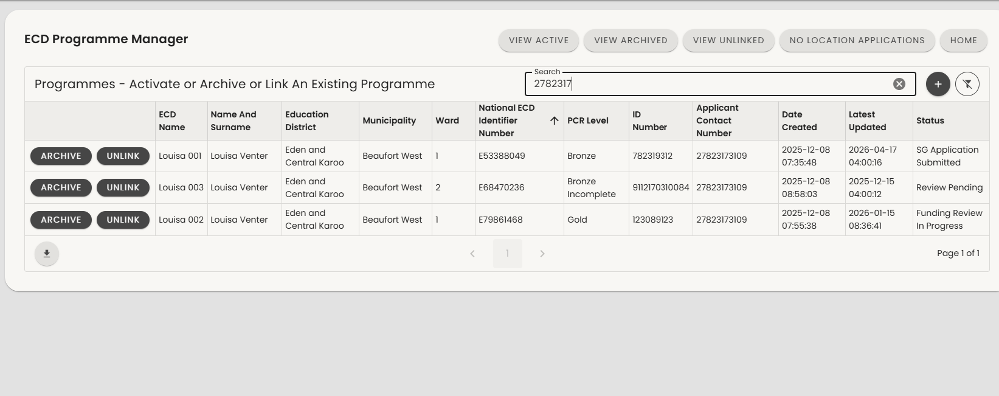 ECD Programme Manager
VIEW ACTIVE
VIEW ARCHIVED
VIEW UNLINKED
NO LOCATION APPLICATIONS
HOME
Programmes - Activate or Archive or Link An Existing Programme
Search
2782317
ECD Name
Name And Surname
Education District
Municipality
Ward
National ECD Identifier Number
PCR Level
ID Number
Applicant Contact Number
Date Created
Latest Updated
Status
ARCHIVE UNLINK Louisa 001 Louisa Venter Eden and Central Karoo Beaufort West 1 E53388049 Bronze 782319312 27823173109 2025-12-08 07:35:48 2026-04-17 04:00:16 SG Application Submitted
ARCHIVE UNLINK Louisa 003 Louisa Venter Eden and Central Karoo Beaufort West 2 E68470236 Bronze Incomplete 9112170310084 27823173109 2025-12-08 08:58:03 2025-12-15 04:00:12 Review Pending
ARCHIVE UNLINK Louisa 002 Louisa Venter Eden and Central Karoo Beaufort West 1 E79861468 Gold 123089123 27823173109 2025-12-08 07:55:38 2026-01-15 08:36:41 Funding Review In Progress
1
Page 1 of 1